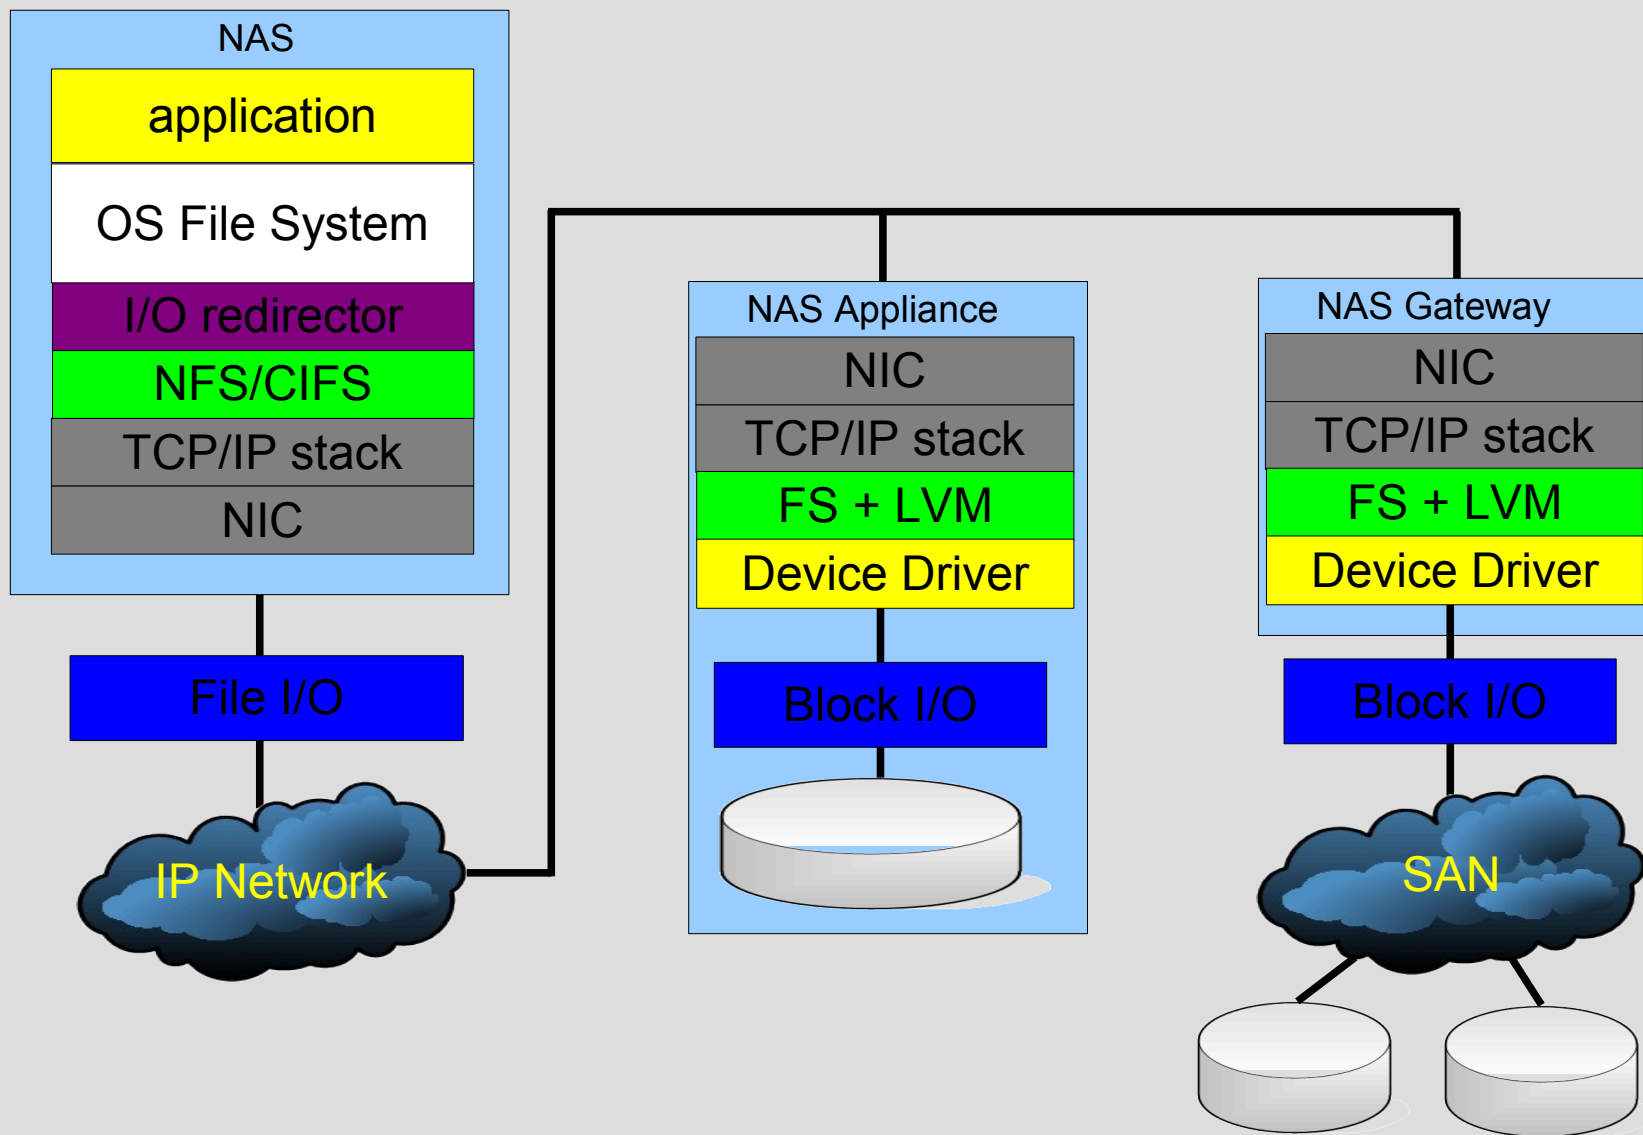 NAS
application
OS File System
I/O redirector
NFS/CIFS
TCP/IP stack
NIC
File I/O
IP Network
NAS Appliance
NIC
TCP/IP stack
FS + LVM
Device Driver
Block I/O
NAS Gateway
NIC
TCP/IP stack
FS + LVM
Device Driver
Block I/O
SAN